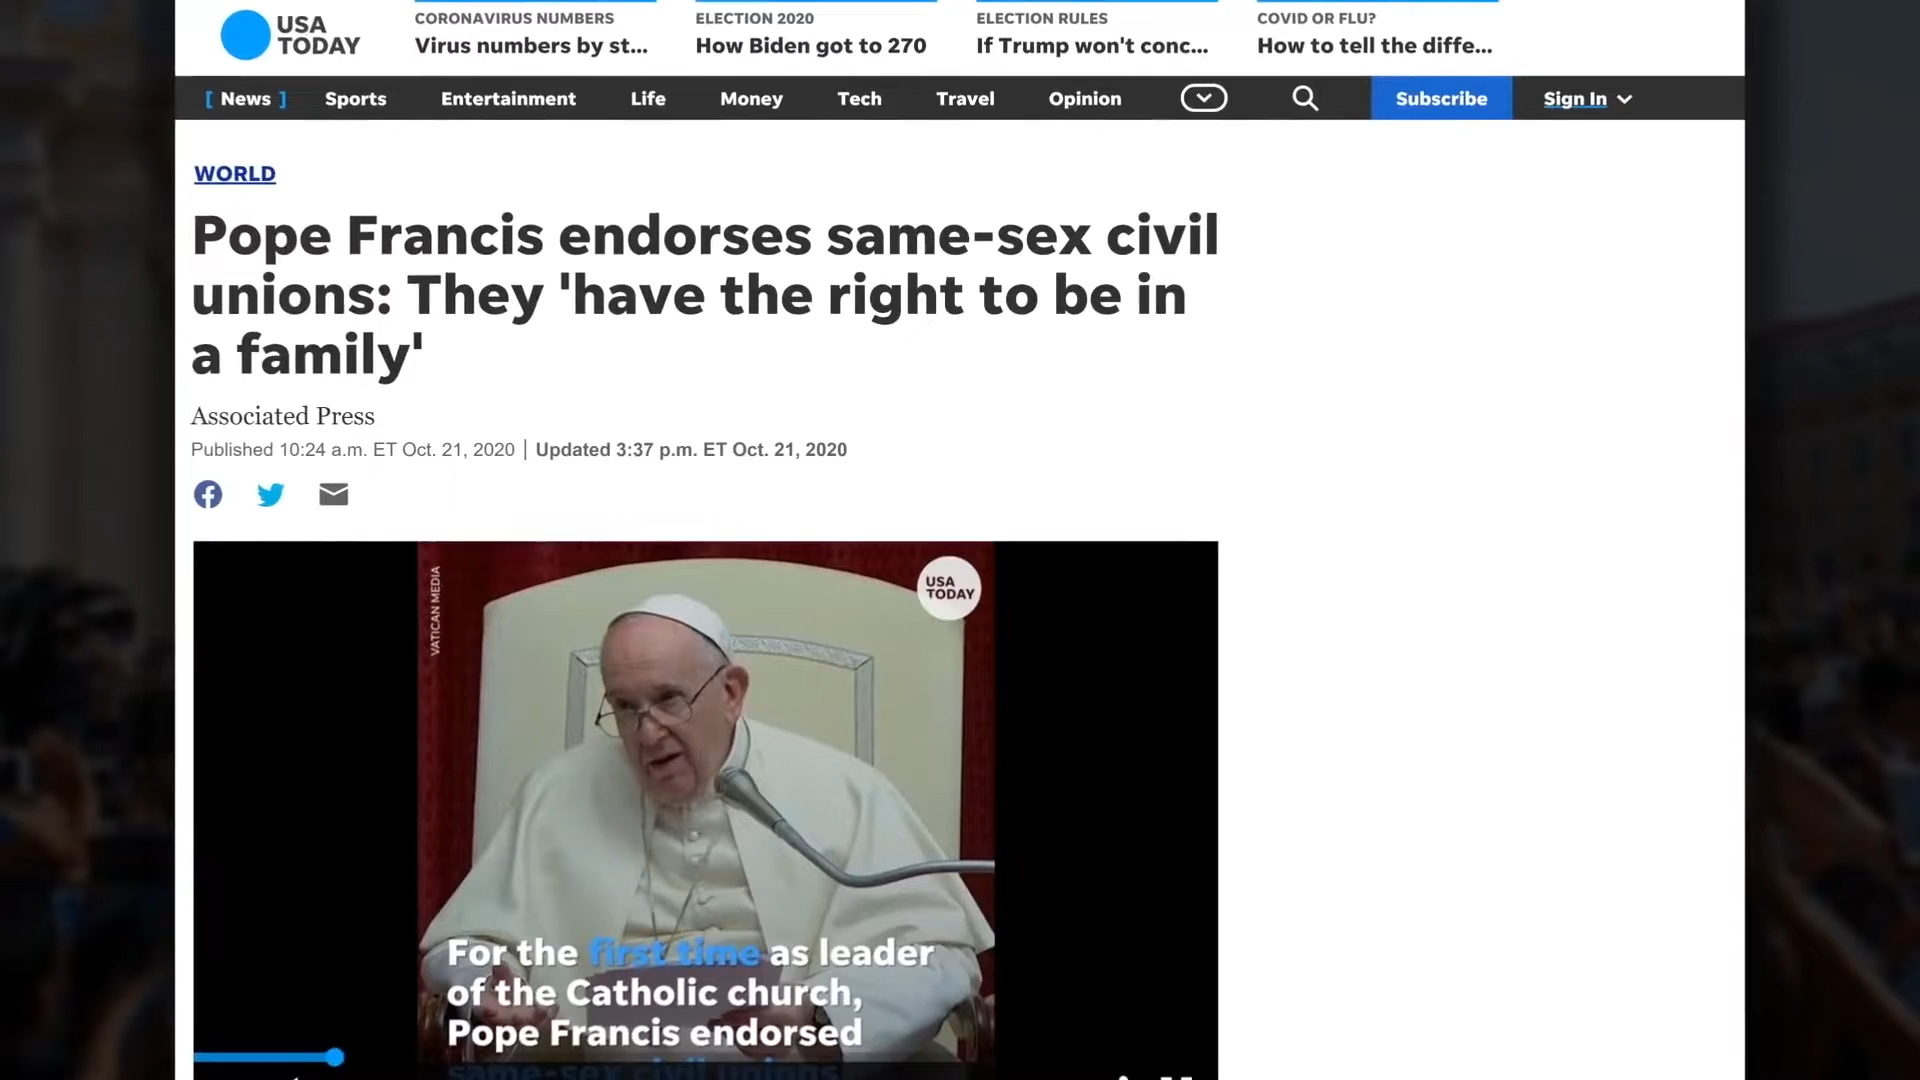 USA
TODAY
CORONAVIRUS NUMBERS
Virus numbers by st...
ELECTION 2020
How Biden got to 270
ELECTION RULES
If Trump won't conc...
COVID OR FLU?
How to tell the diffe...
[ News ] Sports Entertainment Life Money Tech Travel Opinion Subscribe Sign In
WORLD
Pope Francis endorses same-sex civil
unions: They 'have the right to be in
a family'
Associated Press
Published 10:24 a.m. ET Oct. 21, 2020 | Updated 3:37 p.m. ET Oct. 21, 2020
VATICAN MEDIA
USA
TODAY
For the first time as leader
of the Catholic church,
Pope Francis endorsed
same-sex civil unions